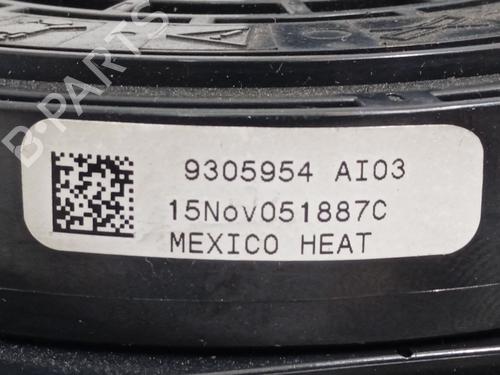 9305954 AI03
15Nov051887C
MEXICO HEAT
B-PARTS